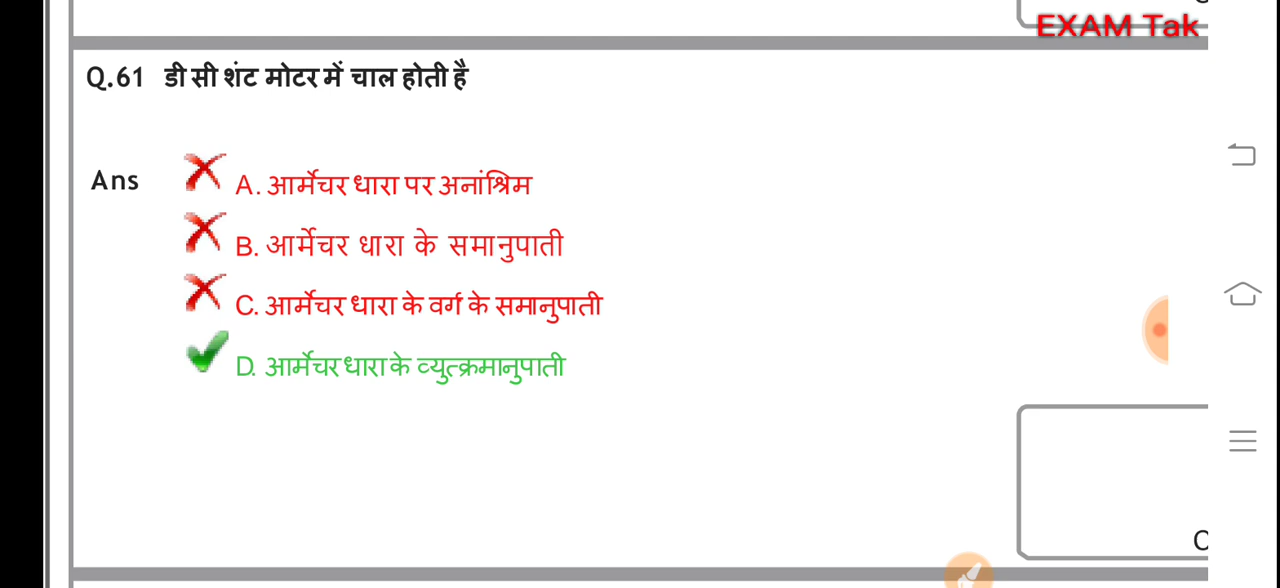 EXAM Tak
Q.61 डी सी शंट मोटर में चाल होती है
Ans
A. आर्मेचर धारा पर अनांश्रिम
B. आर्मेचर धारा के समानुपाती
C. आर्मेचर धारा के वर्ग के समानुपाती
D. आर्मेचर धारा के व्युत्क्रमानुपाती